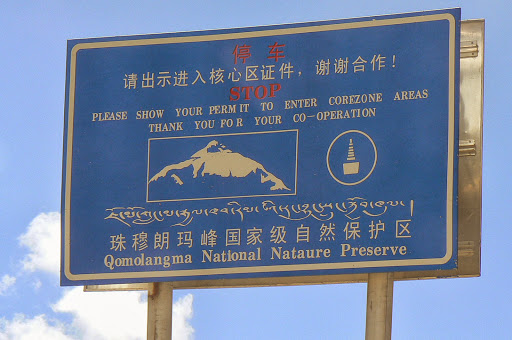 停车
请出示进入核心区证件，谢谢合作！
STOP
PLEASE SHOW YOUR PERMIT TO ENTER COREZONE AREAS
THANK YOU FOR YOUR CO-OPERATION
珠穆朗玛峰国家级自然保护区
Qomolangma National Nataure Preserve